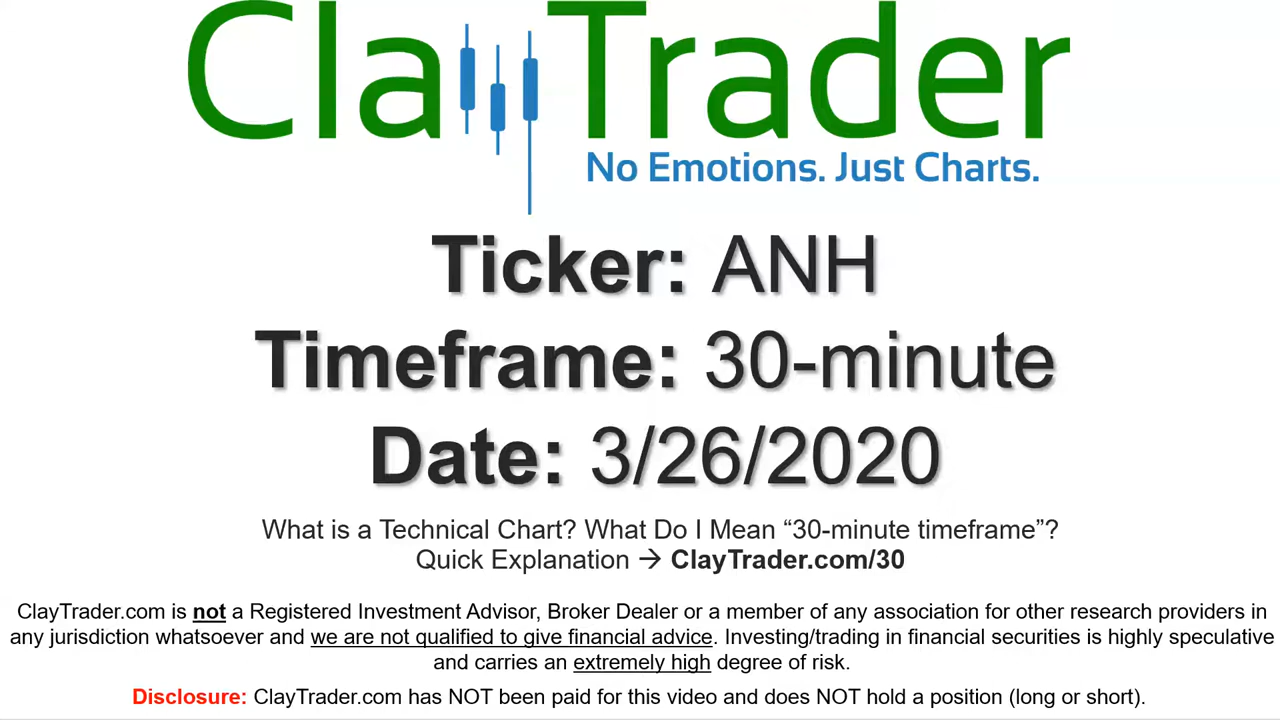 ClayTrader
No Emotions. Just Charts.
Ticker: ANH
Timeframe: 30-minute
Date: 3/26/2020
What is a Technical Chart? What Do I Mean “30-minute timeframe”?
Quick Explanation → ClayTrader.com/30
ClayTrader.com is not a Registered Investment Advisor, Broker Dealer or a member of any association for other research providers in
any jurisdiction whatsoever and we are not qualified to give financial advice. Investing/trading in financial securities is highly speculative
and carries an extremely high degree of risk.
Disclosure: ClayTrader.com has NOT been paid for this video and does NOT hold a position (long or short).